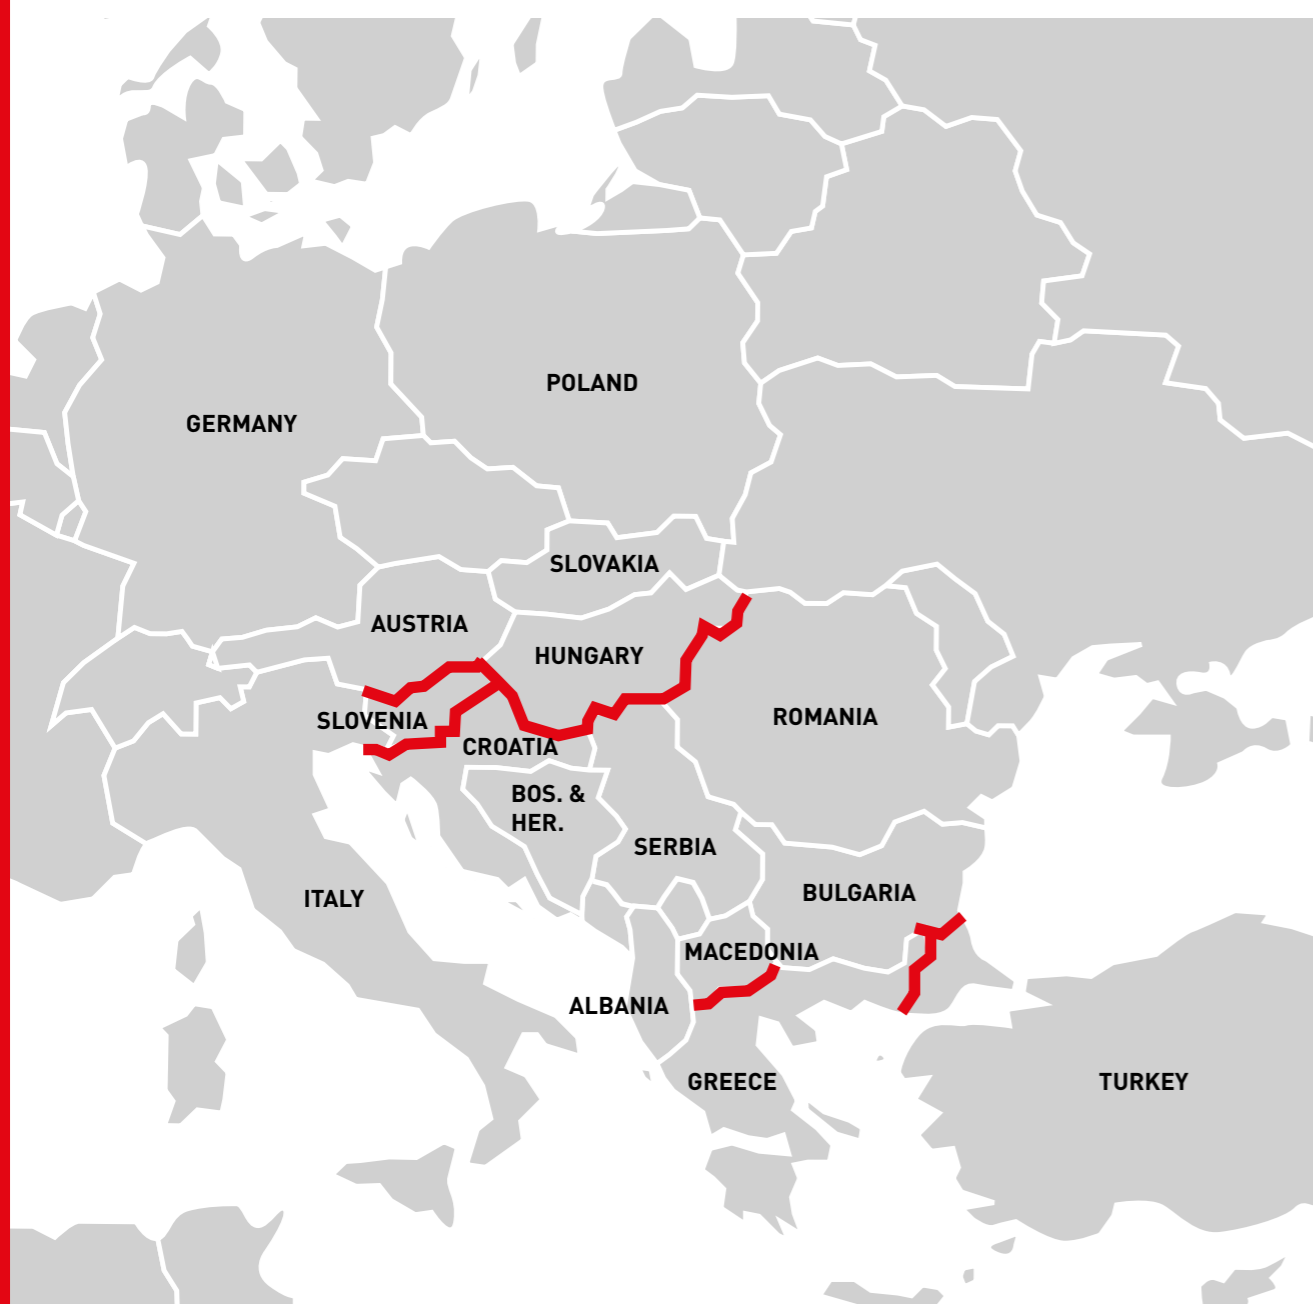 POLAND
GERMANY
SLOVAKIA
AUSTRIA
HUNGARY
ROMANIA
SLOVENIA
CROATIA
BOS. &
HER.
SERBIA
BULGARIA
ITALY
MACEDONIA
ALBANIA
GREECE
TURKEY